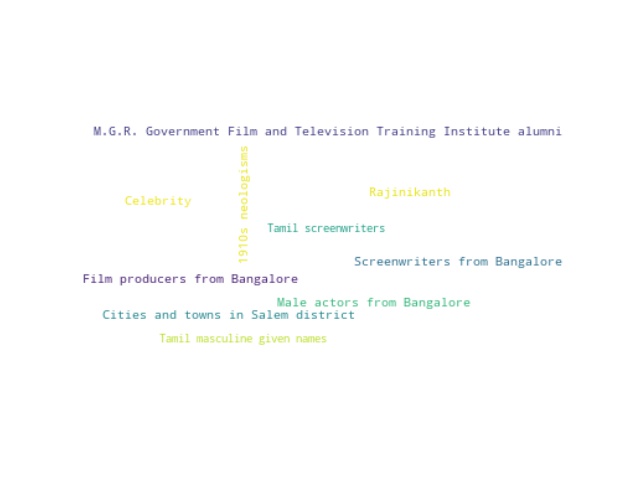 M.G.R. Government Film and Television Training Institute alumni
1910s neologisms
Rajinikanth
Celebrity
Tamil screenwriters
Screenwriters from Bangalore
Film producers from Bangalore
Male actors from Bangalore
Cities and towns in Salem district
Tamil masculine given names